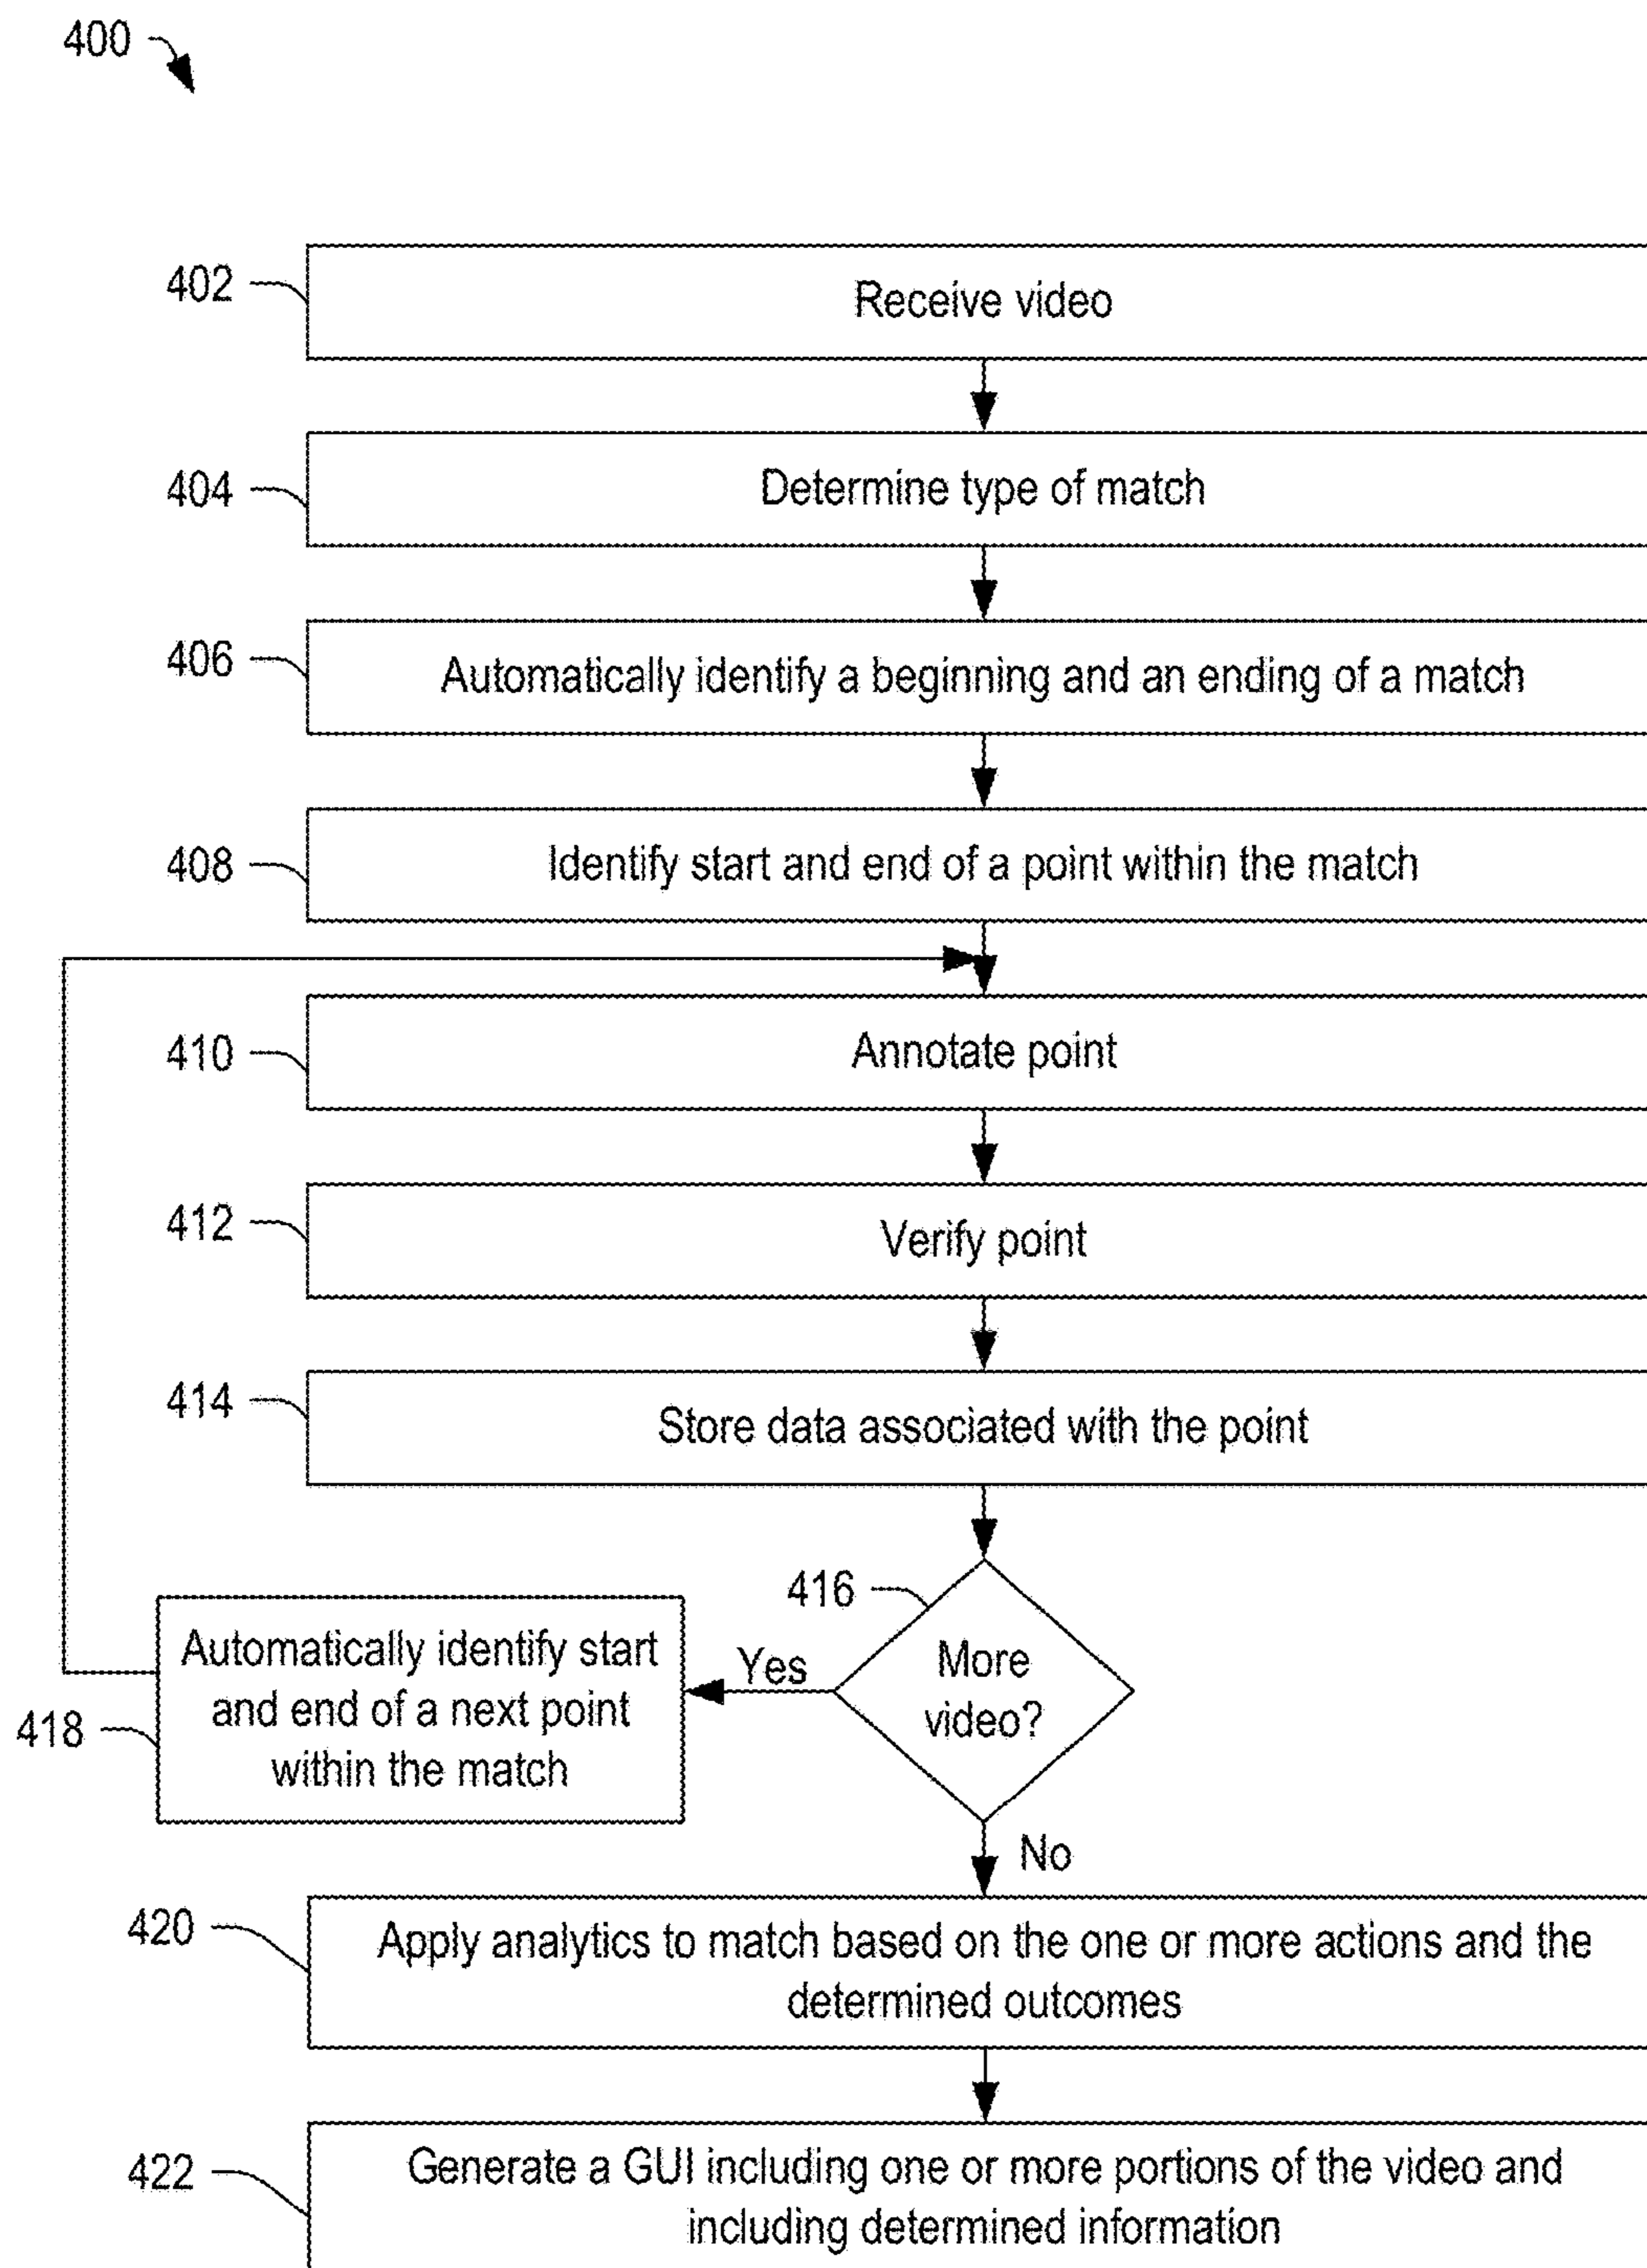 400
402
Receive video
404
Determine type of match
406
Automatically identify a beginning and an ending of a match
408
Identify start and end of a point within the match
410
Annotate point
412
Verify point
414
Store data associated with the point
416
More
video?
Yes
418
Automatically identify start
and end of a next point
within the match
No
420
Apply analytics to match based on the one or more actions and the
determined outcomes
422
Generate a GUI including one or more portions of the video and
including determined information